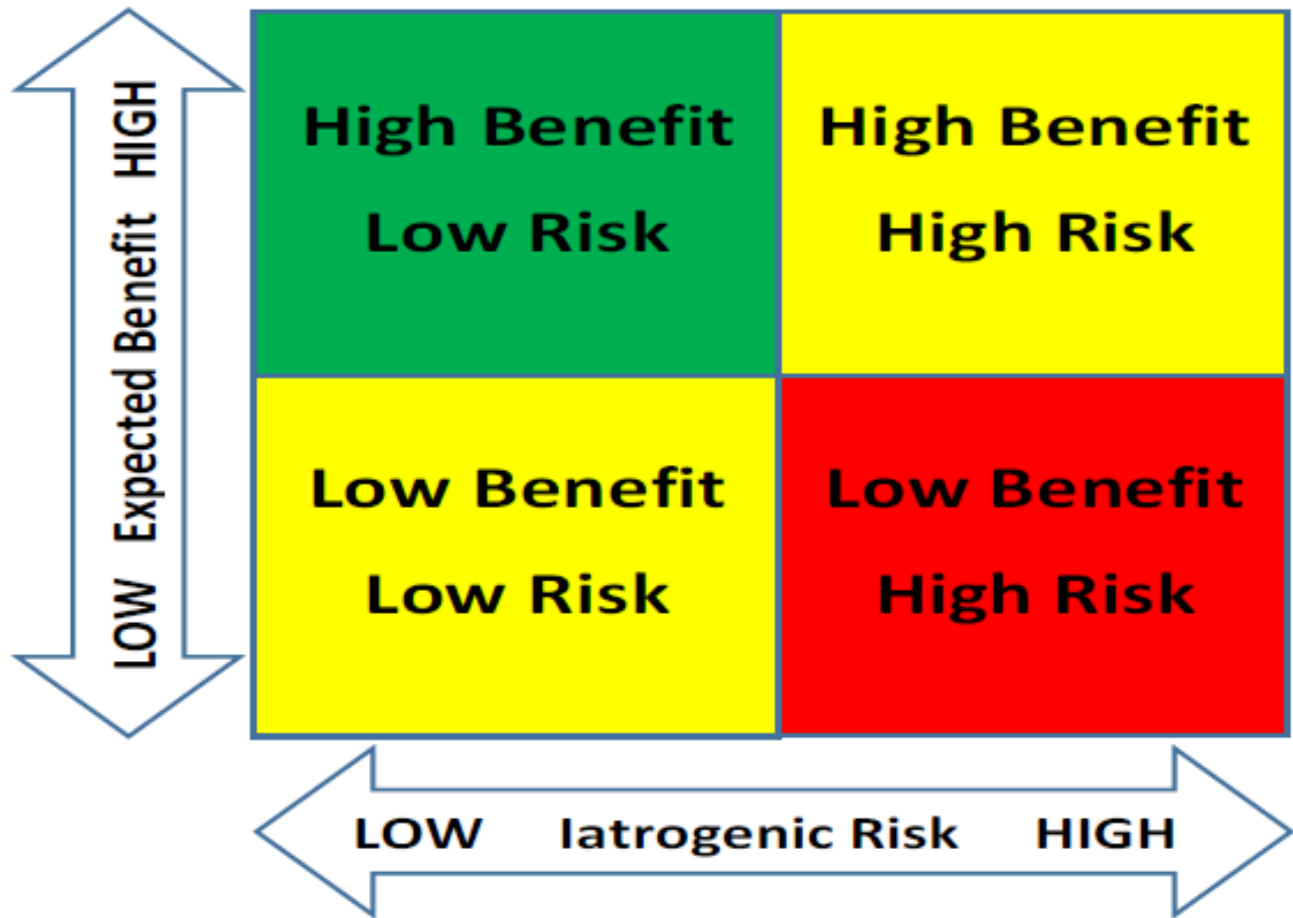 High Benefit
Low Risk
High Benefit
High Risk
Low Benefit
Low Risk
Low Benefit
High Risk
LOW Expected Benefit HIGH
LOW Iatrogenic Risk HIGH